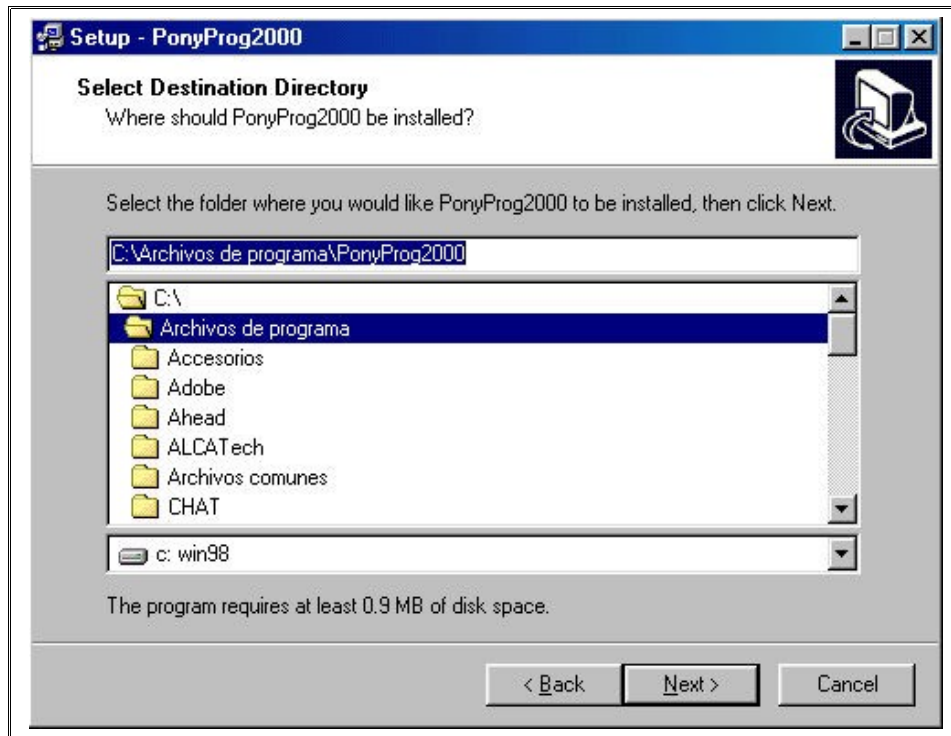 Setup - PonyProg2000
Select Destination Directory
Where should PonyProg2000 be installed?
Select the folder where you would like PonyProg2000 to be installed, then click Next.
C:\Archivos de programa\PonyProg2000
C:\
Archivos de programa
Accesorios
Adobe
Ahead
ALCATech
Archivos comunes
CHAT
c: win98
The program requires at least 0.9 MB of disk space.
< Back Next > Cancel